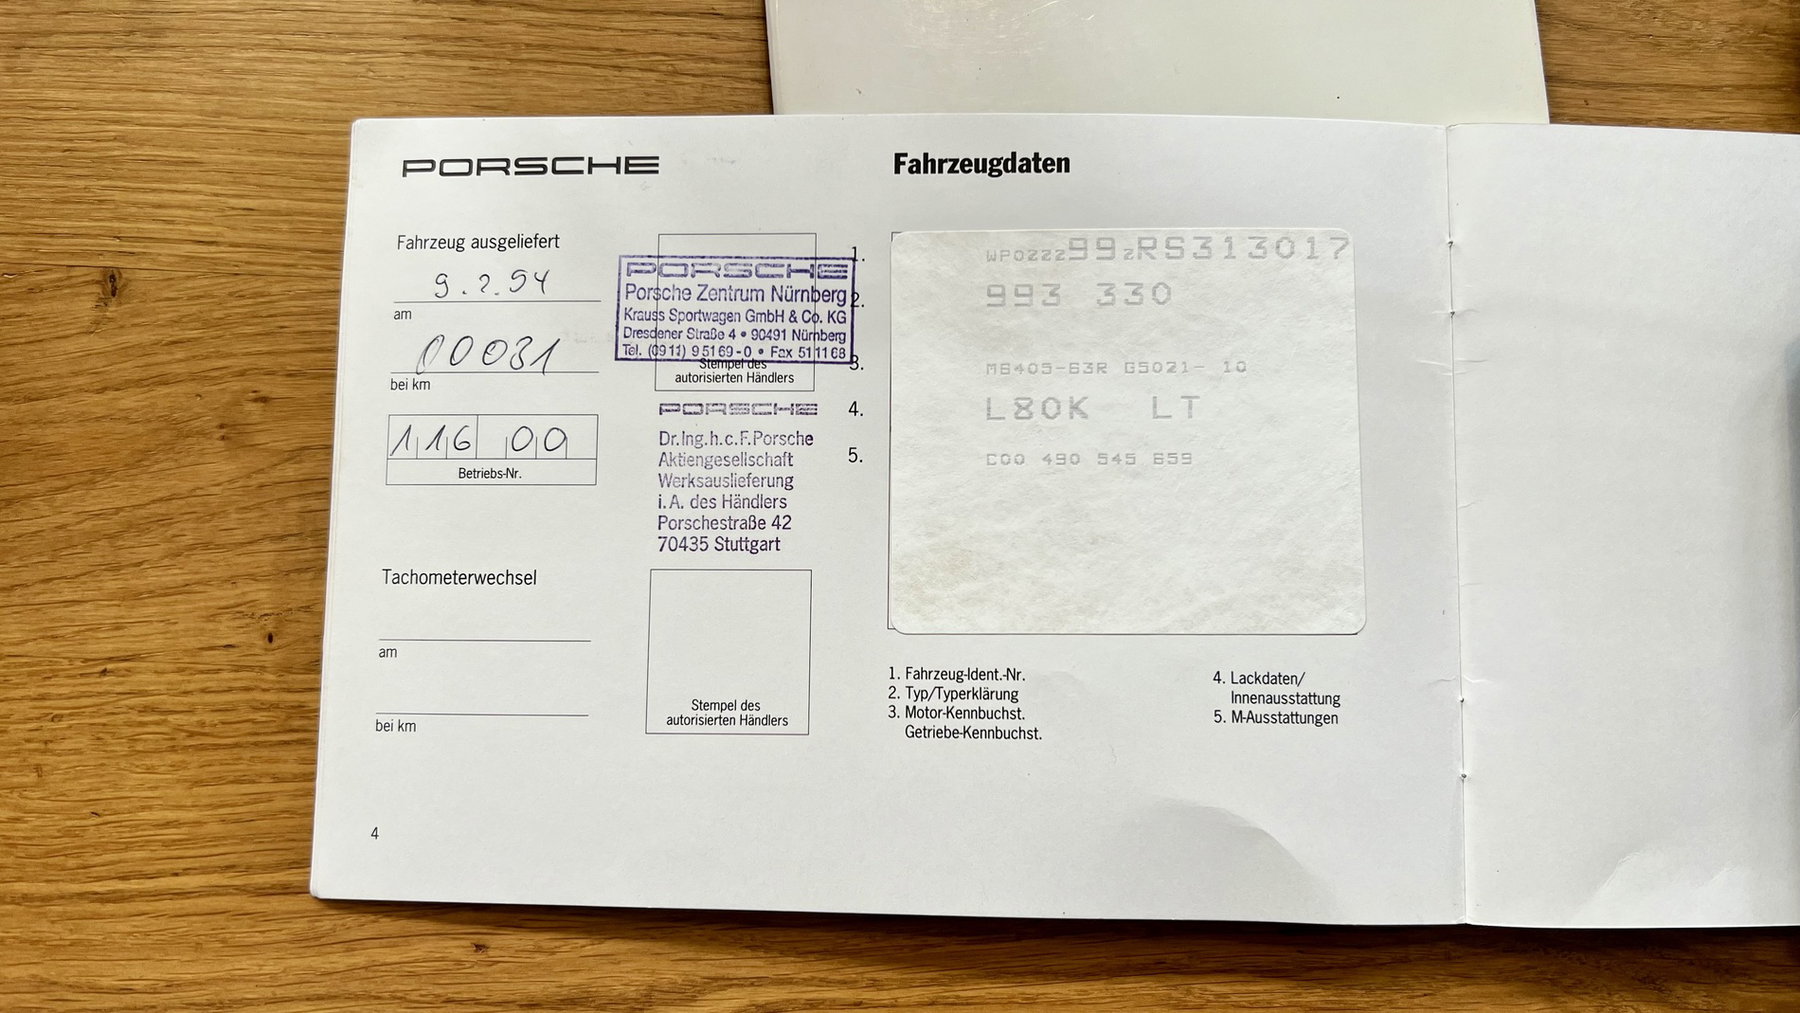 PORSCHE
Fahrzeugdaten
Fahrzeug ausgeliefert
9.2.94
am
00031
bei km
116 00
Betriebs-Nr.
PORSCHE
Porsche Zentrum Nürnberg
Krauss Sportwagen GmbH & Co. KG
Dresdener Straße 4 • 90491 Nürnberg
Tel. (0911) 95169-0 • Fax 511168
Stempel des
autorisierten Händlers
PORSCHE
Dr.Ing.h.c.F.Porsche
Aktiengesellschaft
Werksauslieferung
i.A. des Händlers
Porschestraße 42
70435 Stuttgart
Tachometerwechsel
am
bei km
Stempel des
autorisierten Händlers
1.
2.
3.
4.
5.
WP0ZZZ99ZRS313017
993 330
M6405-63R G5021- 10
L80K LT
C00 490 545 659
1. Fahrzeug-Ident.-Nr.
2. Typ/Typerklärung
3. Motor-Kennbuchst.
Getriebe-Kennbuchst.
4. Lackdaten/
Innenausstattung
5. M-Ausstattungen
4